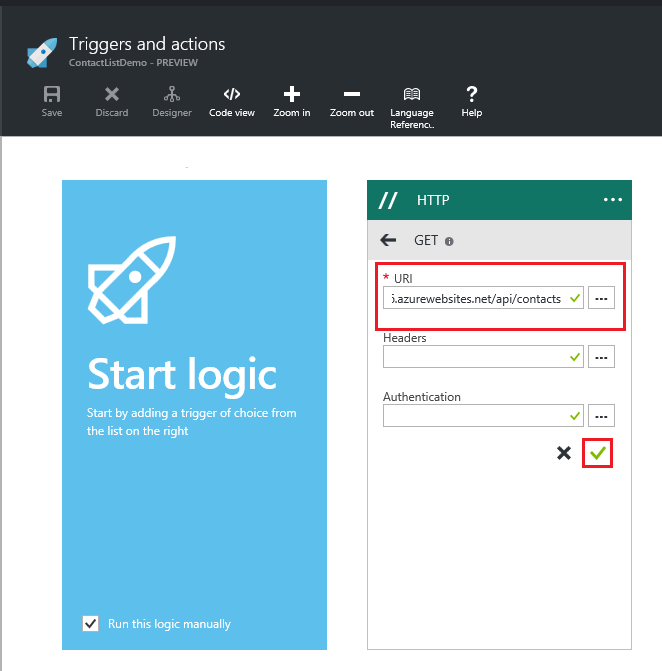 Triggers and actions
ContactListDemo - PREVIEW
Save
Discard
Designer
Code view
Zoom in
Zoom out
Language
Referenc..
Help
Start logic
Start by adding a trigger of choice from
the list on the right
Run this logic manually
HTTP
GET
* URI
.azurewebsites.net/api/contacts
Headers
Authentication